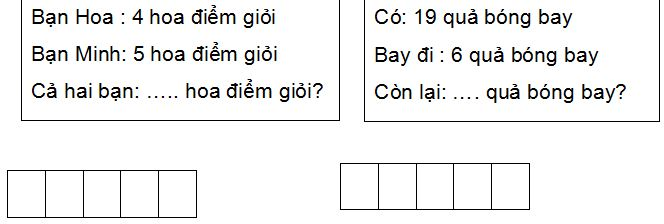 Bạn Hoa : 4 hoa điểm giỏi
Bạn Minh: 5 hoa điểm giỏi
Cả hai bạn: ..... hoa điểm giỏi?
Có: 19 quả bóng bay
Bay đi : 6 quả bóng bay
Còn lại: .... quả bóng bay?